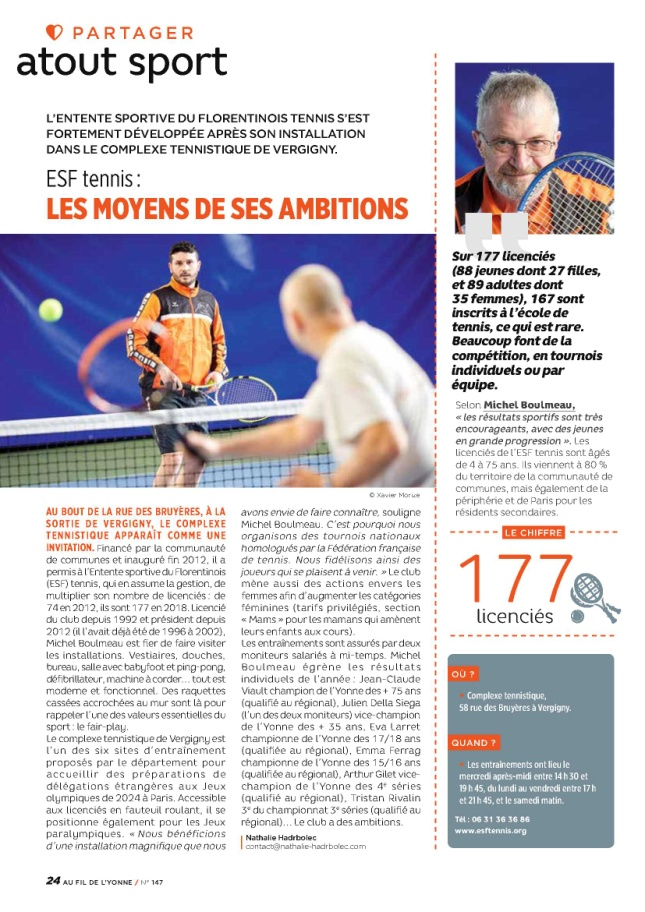 PARTAGER
atout sport
L'ENTENTE SPORTIVE DU FLORENTINOIS TENNIS S'EST
FORTEMENT DÉVELOPPÉE APRÈS SON INSTALLATION
DANS LE COMPLEXE TENNISTIQUE DE VERGIGNY.
ESF tennis :
LES MOYENS DE SES AMBITIONS
© Xavier Morize
AU BOUT DE LA RUE DES BRUYÈRES, À LA
SORTIE DE VERGIGNY, LE COMPLEXE
TENNISTIQUE APPARAÎT COMME UNE
INVITATION. Financé par la communauté
de communes et inauguré fin 2012, il a
permis à l'Entente sportive du Florentinois
(ESF) tennis, qui en assume la gestion, de
multiplier son nombre de licenciés : de
74 en 2012, ils sont 177 en 2018. Licencié
du club depuis 1992 et président depuis
2012 (il l'avait déjà été de 1996 à 2002),
Michel Boulmeau est fier de faire visiter
les installations. Vestiaires, douches,
bureau, salle avec babyfoot et ping-pong,
défibrillateur, machine à corder... tout est
moderne et fonctionnel. Des raquettes
cassées accrochées au mur sont là pour
rappeler l'une des valeurs essentielles du
sport : le fair-play.
Le complexe tennistique de Vergigny est
l'un des six sites d'entraînement
proposés par le département pour
accueillir des préparations de
délégations étrangères aux Jeux
olympiques de 2024 à Paris. Accessible
aux licenciés en fauteuil roulant, il se
positionne également pour les Jeux
paralympiques. « Nous bénéficions
d'une installation magnifique que nous
avons envie de faire connaître, souligne
Michel Boulmeau. C'est pourquoi nous
organisons des tournois nationaux
homologués par la Fédération française
de tennis. Nous fidélisons ainsi des
joueurs qui se plaisent à venir. » Le club
mène aussi des actions envers les
femmes afin d'augmenter les catégories
féminines (tarifs privilégiés, section
« Mams » pour les mamans qui amènent
leurs enfants aux cours).
Les entraînements sont assurés par deux
moniteurs salariés à mi-temps. Michel
Boulmeau égrène les résultats
individuels de l'année : Jean-Claude
Viault champion de l'Yonne des + 75 ans
(qualifié au régional), Julien Della Siega
(l'un des deux moniteurs) vice-champion
de l'Yonne des + 35 ans, Eva Larret
championne de l'Yonne des 17/18 ans
(qualifiée au régional), Emma Ferrag
championne de l'Yonne des 15/16 ans
(qualifiée au régional), Arthur Gilet vice-
champion de l'Yonne des 4e séries
(qualifié au régional), Tristan Rivalin
3e du championnat 3e séries (qualifié au
régional)... Le club a des ambitions.
Nathalie Hadrbolec
contact@nathalie-hadrbolec.com
Sur 177 licenciés
(88 jeunes dont 27 filles,
et 89 adultes dont
35 femmes), 167 sont
inscrits à l'école de
tennis, ce qui est rare.
Beaucoup font de la
compétition, en tournois
individuels ou par
équipe.
Selon Michel Boulmeau,
« les résultats sportifs sont très
encourageants, avec des jeunes
en grande progression ». Les
licenciés de l'ESF tennis sont âgés
de 4 à 75 ans. Ils viennent à 80 %
du territoire de la communauté de
communes, mais également de la
périphérie et de Paris pour les
résidents secondaires.
LE CHIFFRE
177
licenciés
OÙ ?
Complexe tennistique,
58 rue des Bruyères à Vergigny.
QUAND ?
Les entraînements ont lieu le
mercredi après-midi entre 14 h 30 et
19 h 45, du lundi au vendredi entre 17 h
et 21 h 45, et le samedi matin.
Tél : 06 31 36 36 86
www.esftennis.org
24 AU FIL DE L'YONNE / N° 147